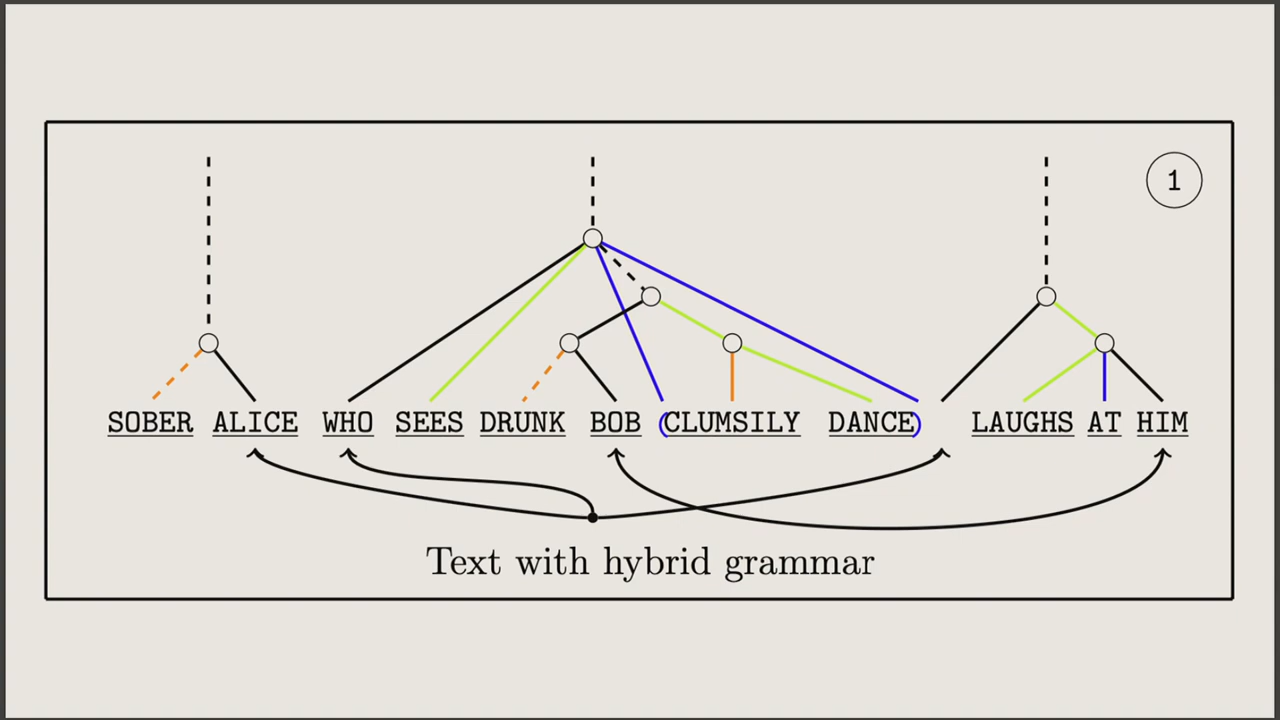 1
SOBER ALICE WHO SEES DRUNK BOB (CLUMSILY DANCE) LAUGHS AT HIM
Text with hybrid grammar